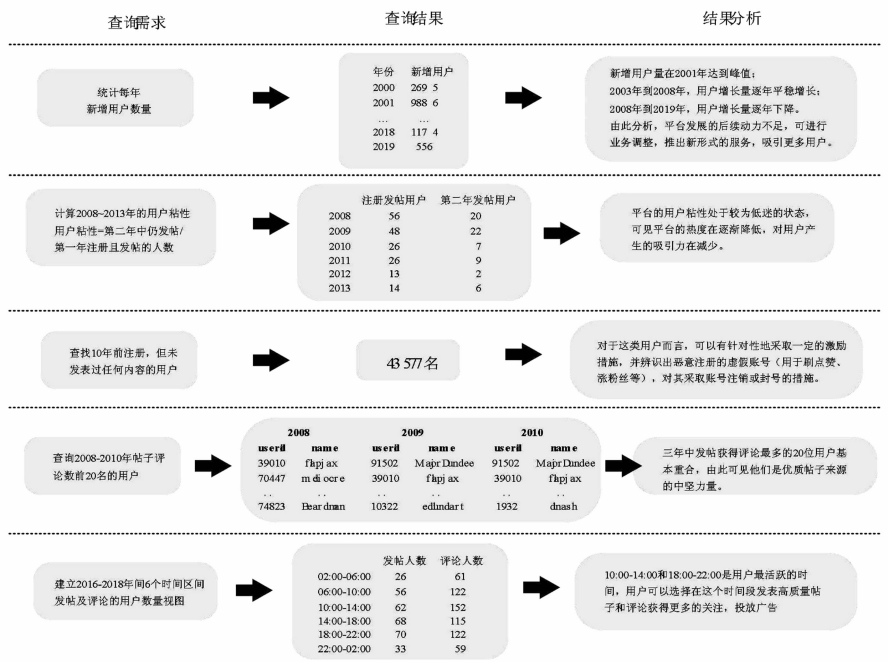 查询需求 查询结果 结果分析
统计每年
新增用户数量
年份 新增用户
2000 269 5
2001 988 6
… …
2018 117 4
2019 556
新增用户量在2001年达到峰值；
2003年到2008年，用户增长量逐年平稳增长；
2008年到2019年，用户增长量逐年下降。
由此分析，平台发展的后续动力不足，可进行
业务调整，推出新形式的服务，吸引更多用户。
计算2008~2013年的用户粘性
用户粘性=第二年中仍发帖/
第一年注册且发帖的人数
注册发帖用户 第二年发帖用户
2008 56 20
2009 48 22
2010 26 7
2011 26 9
2012 13 2
2013 14 6
平台的用户粘性处于较为低迷的状态，
可见平台的热度在逐渐降低，对用户产
生的吸引力在减少。
查找10年前注册，但未
发表过任何内容的用户
43 577名
对于这类用户而言，可以有针对性地采取一定的激励
措施，并辨识出恶意注册的虚假账号（用于刷点赞、
涨粉丝等），对其采取账号注销或封号的措施。
查询2008-2010年帖子评
论数前20名的用户
2008 2009 2010
userid name userid name userid name
39010 flapjax 91502 MajorDundee 91502 MajorDundee
70447 mediocre 39010 flapjax 39010 flapjax
.. .. ..
74823 Beardman 10322 edlundart 1932 dnash
三年中发帖获得评论最多的20位用户基
本重合，由此可见他们是优质帖子来源
的中坚力量。
建立2016-2018年间6个时间区间
发帖及评论的用户数量视图
发帖人数 评论人数
02:00-06:00 26 61
06:00-10:00 56 122
10:00-14:00 62 152
14:00-18:00 68 115
18:00-22:00 70 122
22:00-02:00 33 59
10:00-14:00和18:00-22:00是用户最活跃的时
间，用户可以选择在这个时间段发表高质量帖
子和评论获得更多的关注，投放广告